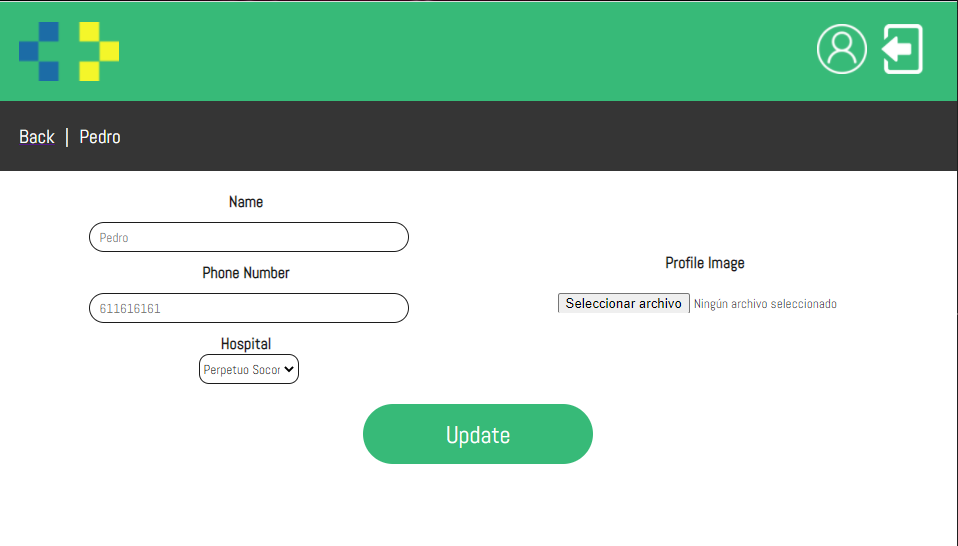 Back | Pedro
Name
Pedro
Phone Number
611616161
Hospital
Perpetuo Socor
Profile Image
Seleccionar archivo Ningún archivo seleccionado
Update